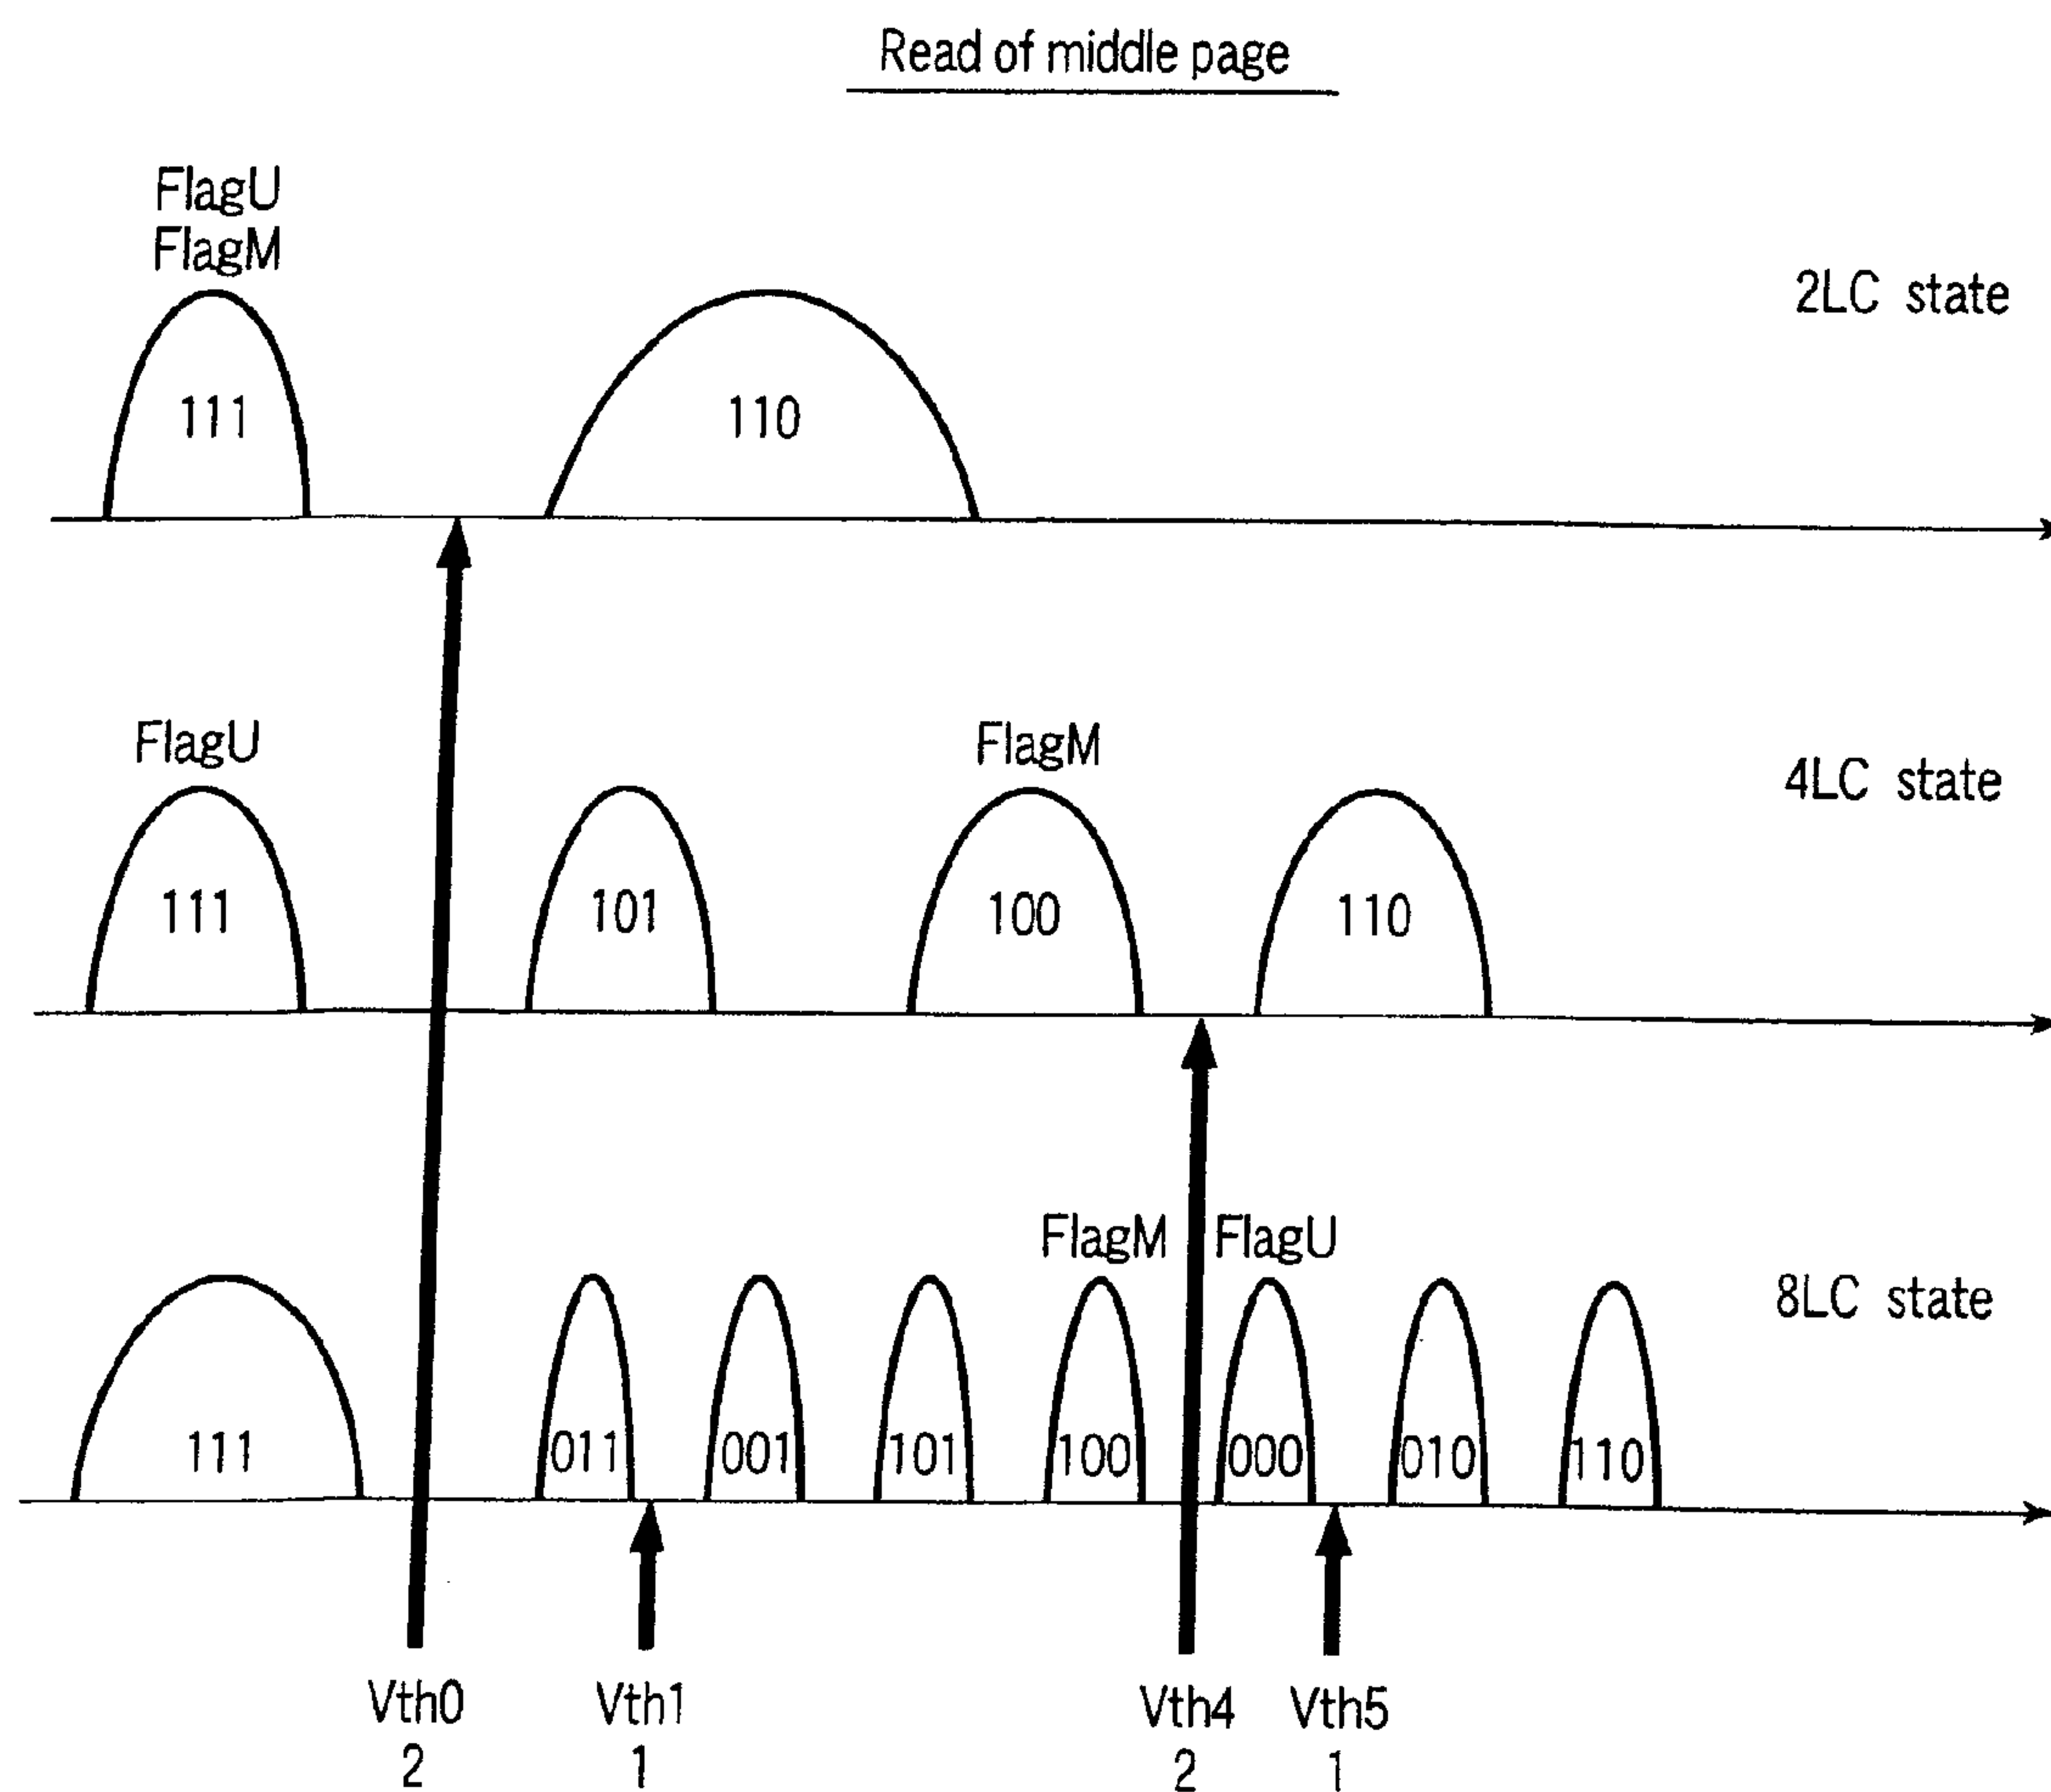 Read of middle page
FlagU
FlagM
2LC state
111 110
FlagU FlagM
4LC state
111 101 100 110
FlagM FlagU
8LC state
111 011 001 101 100 000 010 110
Vth0 Vth1 Vth4 Vth5
2 1 2 1